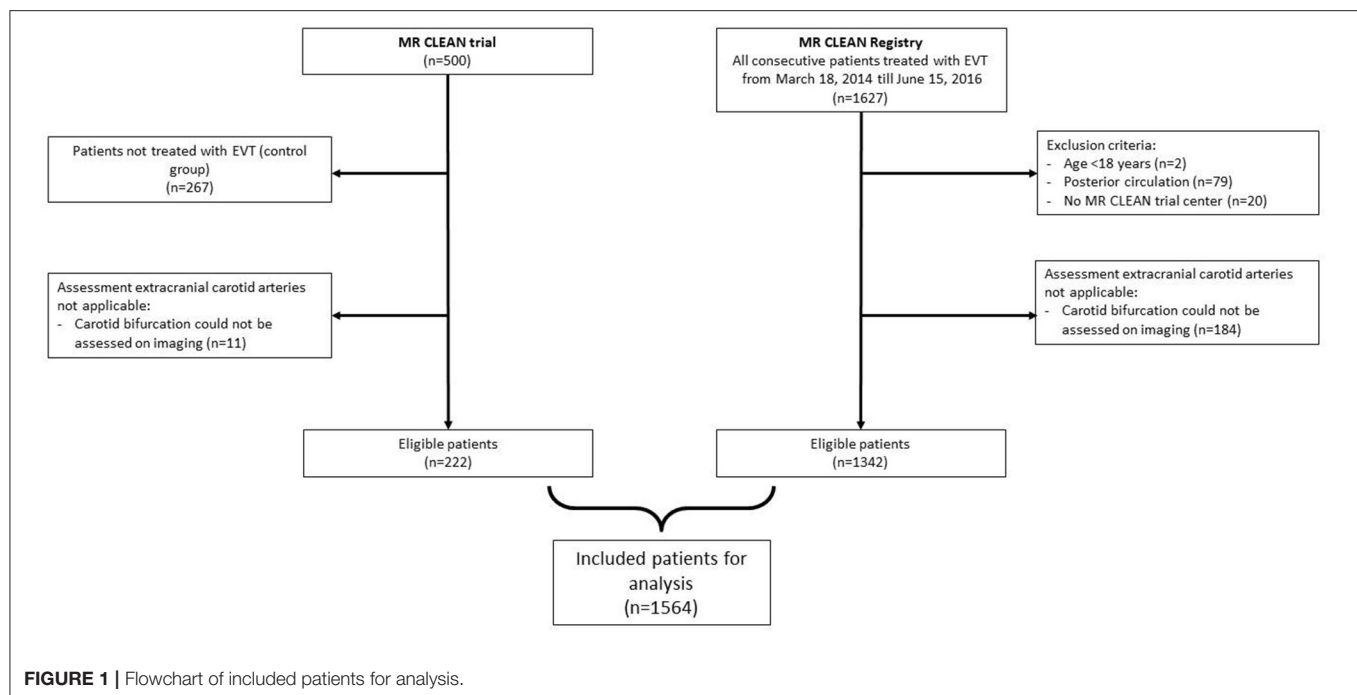 MR CLEAN trial
(n=500)
MR CLEAN Registry
All consecutive patients treated with EVT
from March 18, 2014 till June 15, 2016
(n=1627)
Patients not treated with EVT (control
group)
(n=267)
Exclusion criteria:
- Age <18 years (n=2)
- Posterior circulation (n=79)
- No MR CLEAN trial center (n=20)
Assessment extracranial carotid arteries
not applicable:
- Carotid bifurcation could not be
assessed on imaging (n=11)
Assessment extracranial carotid arteries
not applicable:
- Carotid bifurcation could not be
assessed on imaging (n=184)
Eligible patients
(n=222)
Eligible patients
(n=1342)
Included patients for
analysis
(n=1564)
FIGURE 1 | Flowchart of included patients for analysis.